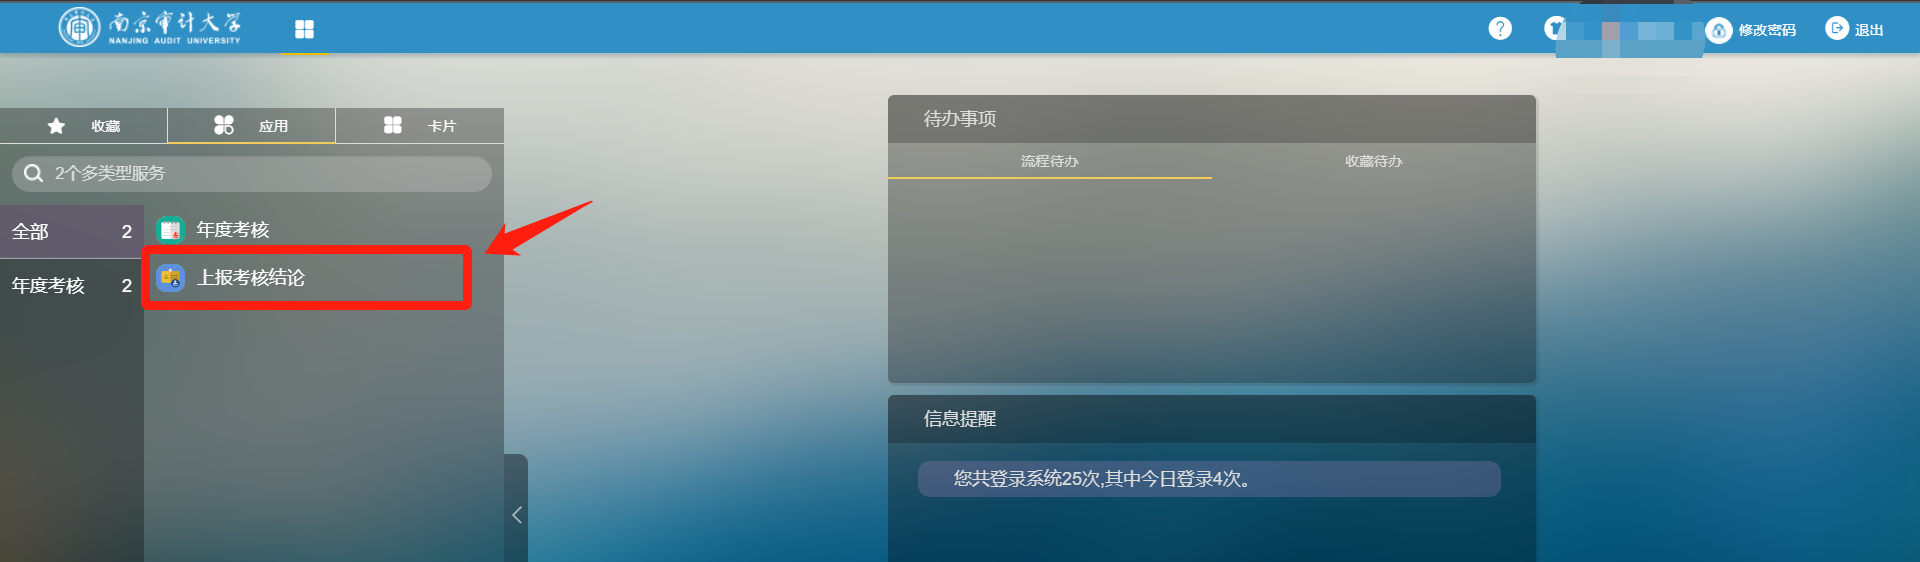 南京审计大学
NANJING AUDIT UNIVERSITY
?
修改密码
退出
收藏
应用
卡片
2个多类型服务
全部 2
年度考核 2
年度考核
上报考核结论
待办事项
流程待办
收藏待办
信息提醒
您共登录系统25次,其中今日登录4次。